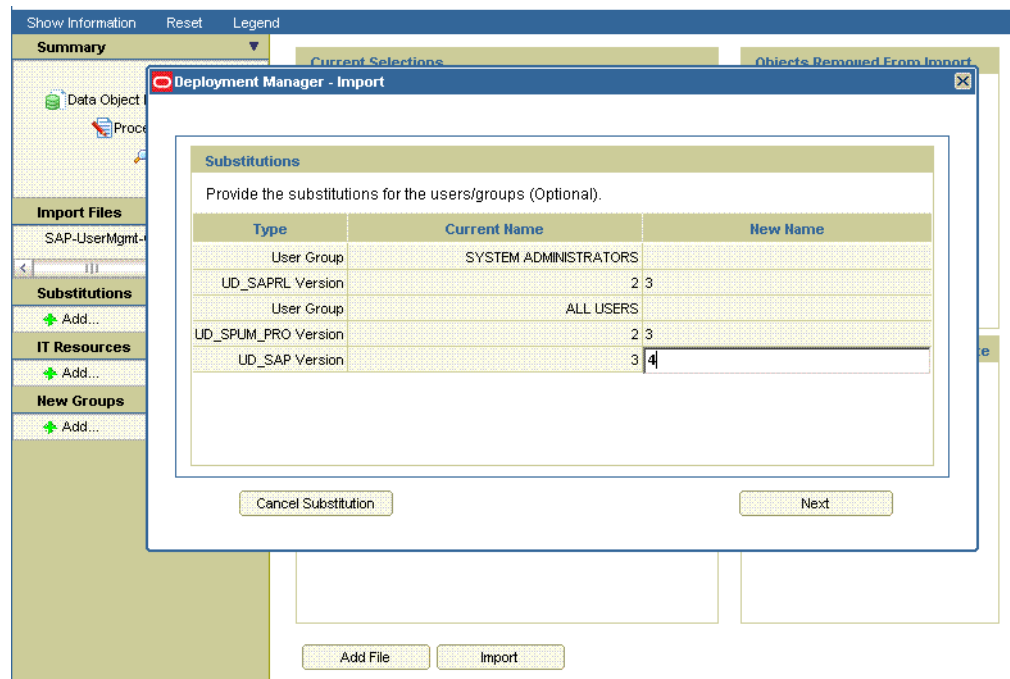 Show Information Reset Legend
Summary
Current Selections
Objects Removed From Import
Deployment Manager - Import
Data Object
Substitutions
Provide the substitutions for the users/groups (Optional).
Import Files
SAP-UserMgmt-
Type Current Name New Name
User Group SYSTEM ADMINISTRATORS
UD_SAPRL Version 2 3
User Group ALL USERS
UD_SPUM_PRO Version 2 3
UD_SAP Version 3 4
Substitutions
Add...
IT Resources
Add...
New Groups
Add...
Cancel Substitution Next
Add File Import